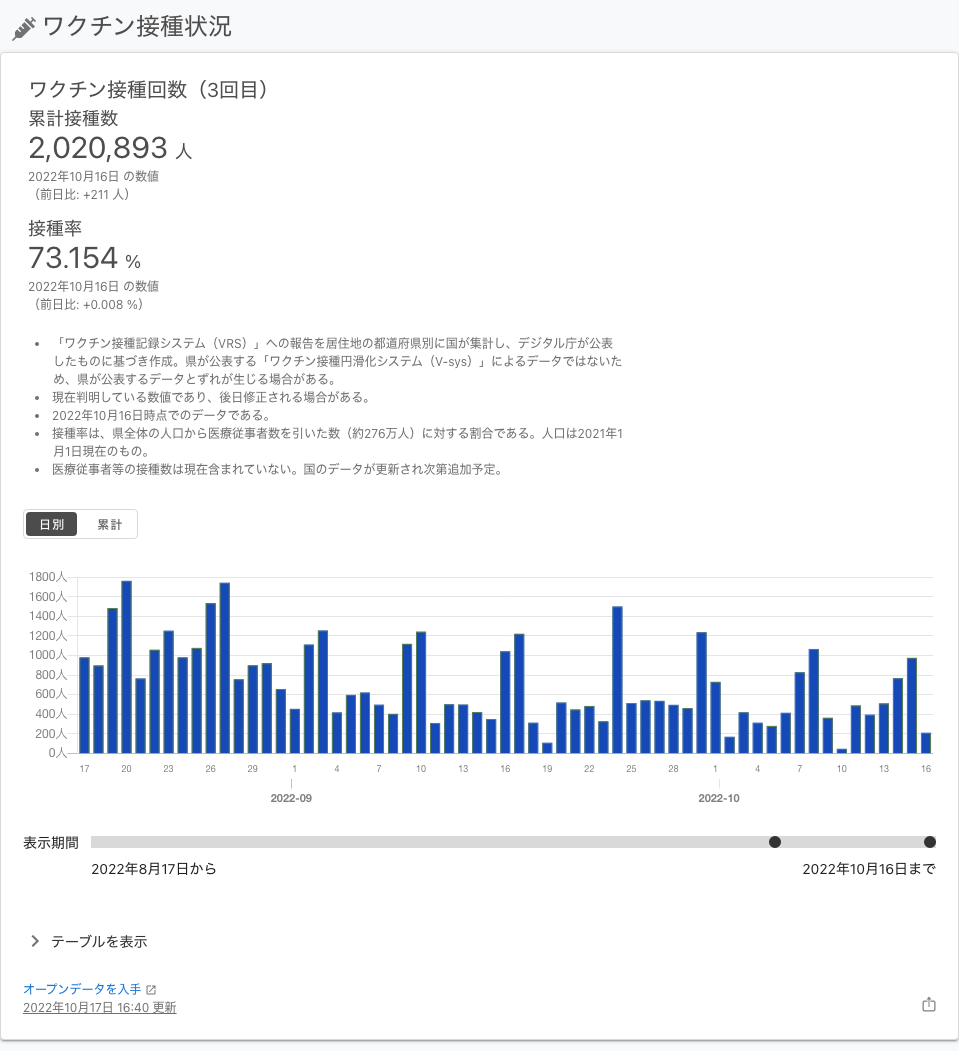 ワクチン接種状況
ワクチン接種回数（3回目）
累計接種数
2,020,893 人
2022年10月16日 の数値
（前日比: +211 人）
接種率
73.154 %
2022年10月16日 の数値
（前日比: +0.008 %）
• 「ワクチン接種記録システム（VRS）」への報告を居住地の都道府県別に国が集計し、デジタル庁が公表
したものに基づき作成。県が公表する「ワクチン接種円滑化システム（V-sys）」によるデータではないた
め、県が公表するデータとずれが生じる場合がある。
• 現在判明している数値であり、後日修正される場合がある。
• 2022年10月16日時点でのデータである。
• 接種率は、県全体の人口から医療従事者数を引いた数（約276万人）に対する割合である。人口は2021年1
月1日現在のもの。
• 医療従事者等の接種数は現在含まれていない。国のデータが更新され次第追加予定。
日別 累計
1800人
1600人
1400人
1200人
1000人
800人
600人
400人
200人
0人
17 20 23 26 29 1 4 7 10 13 16 19 22 25 28 1 4 7 10 13 16
2022-09 2022-10
表示期間
2022年8月17日から 2022年10月16日まで
テーブルを表示
オープンデータを入手
2022年10月17日 16:40 更新